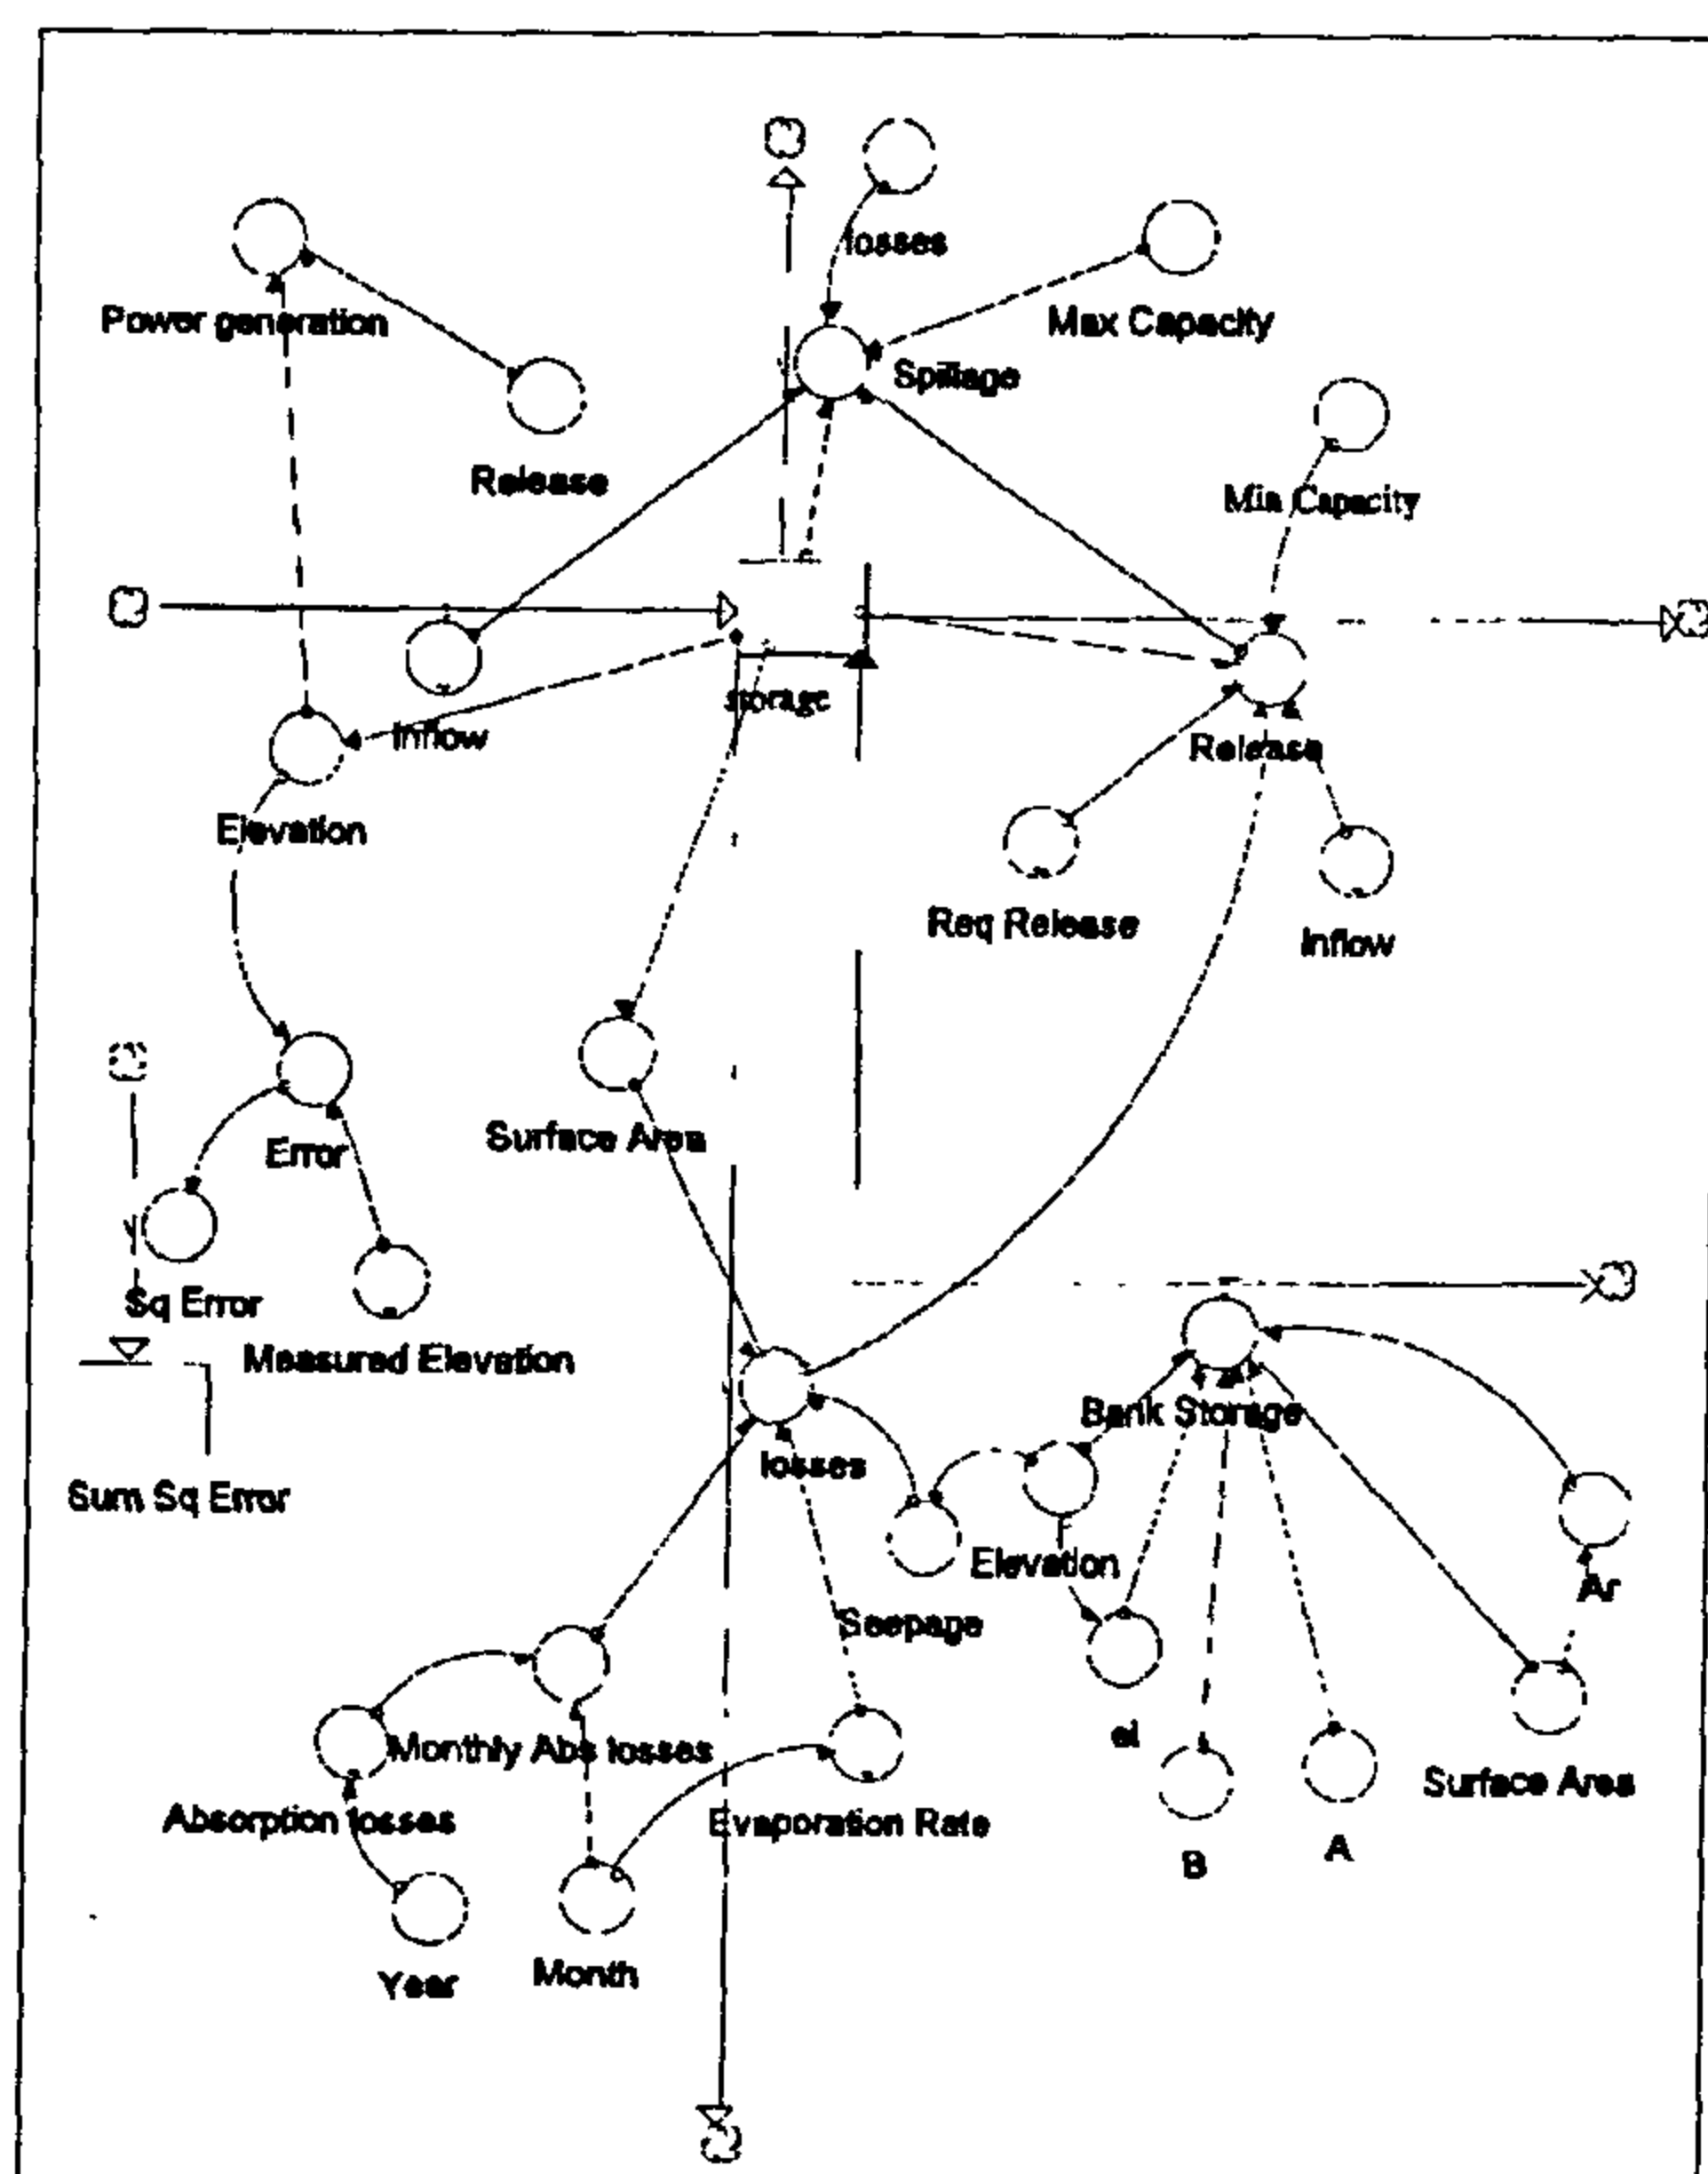 losses
Power generation
Max Capacity
Spillage
Release
Min Capacity
storage
Inflow
Release
Elevation
Req Release
Inflow
Error
Surface Area
Sq Error
Measured Elevation
Bank Storage
losses
Sum Sq Error
Elevation
Ar
Seepage
el
Monthly Abs losses
Surface Area
Absorption losses
Evaporation Rate
B
A
Year
Month